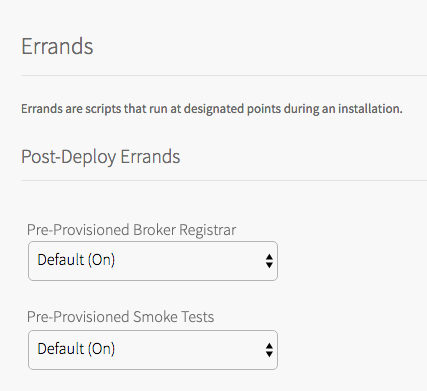 Errands
Errands are scripts that run at designated points during an installation.
Post-Deploy Errands
Pre-Provisioned Broker Registrar
Default (On)
Pre-Provisioned Smoke Tests
Default (On)